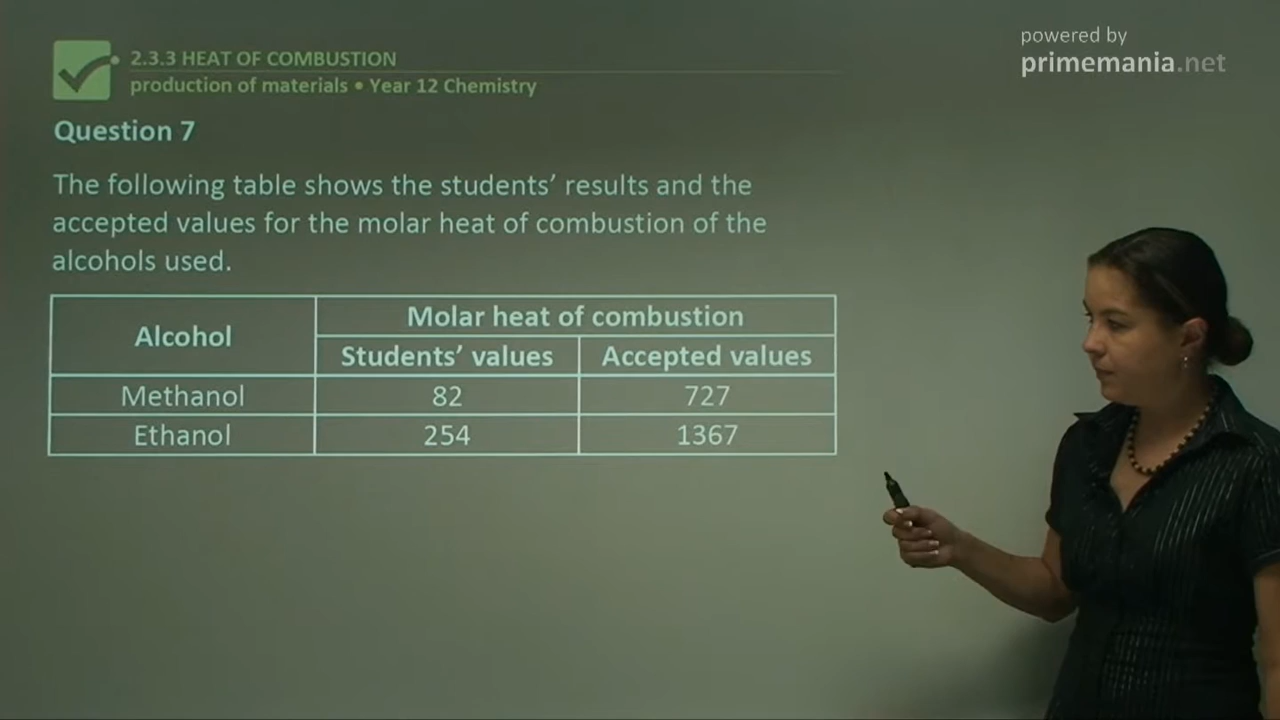 powered by
primemania.net
2.3.3 HEAT OF COMBUSTION
production of materials • Year 12 Chemistry
Question 7
The following table shows the students’ results and the
accepted values for the molar heat of combustion of the
alcohols used.
Alcohol
Molar heat of combustion
Students’ values Accepted values
Methanol 82 727
Ethanol 254 1367